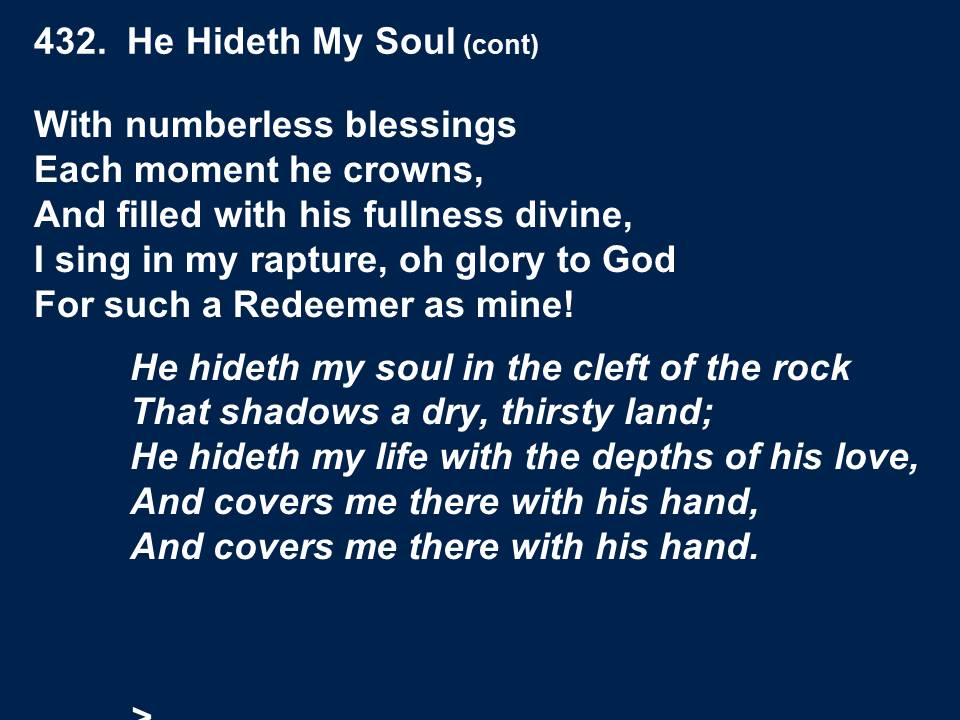 432. He Hideth My Soul (cont)
With numberless blessings
Each moment he crowns,
And filled with his fullness divine,
I sing in my rapture, oh glory to God
For such a Redeemer as mine!
He hideth my soul in the cleft of the rock
That shadows a dry, thirsty land;
He hideth my life with the depths of his love,
And covers me there with his hand,
And covers me there with his hand.
>